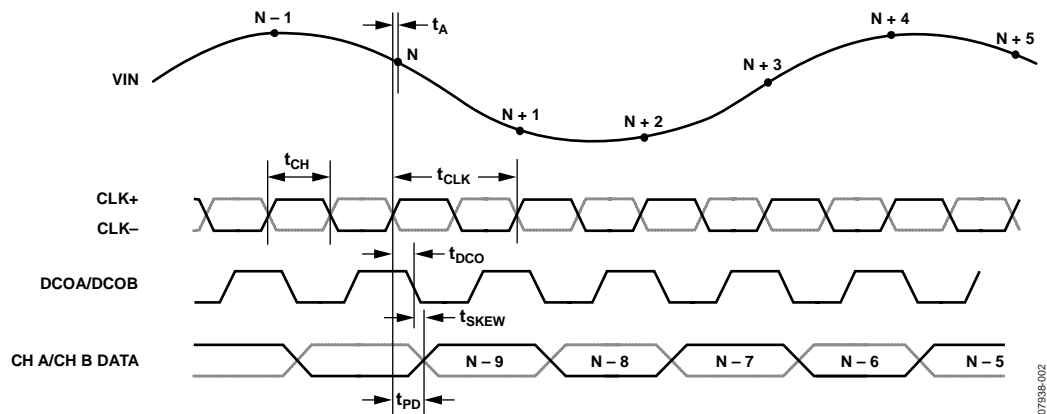 N – 1
tA
N
N + 4
N + 5
VIN
N + 3
N + 1
N + 2
tCH
tCLK
CLK+
CLK–
tDCO
DCOA/DCOB
tSKEW
CH A/CH B DATA
N – 9
N – 8
N – 7
N – 6
N – 5
tPD
07938-002